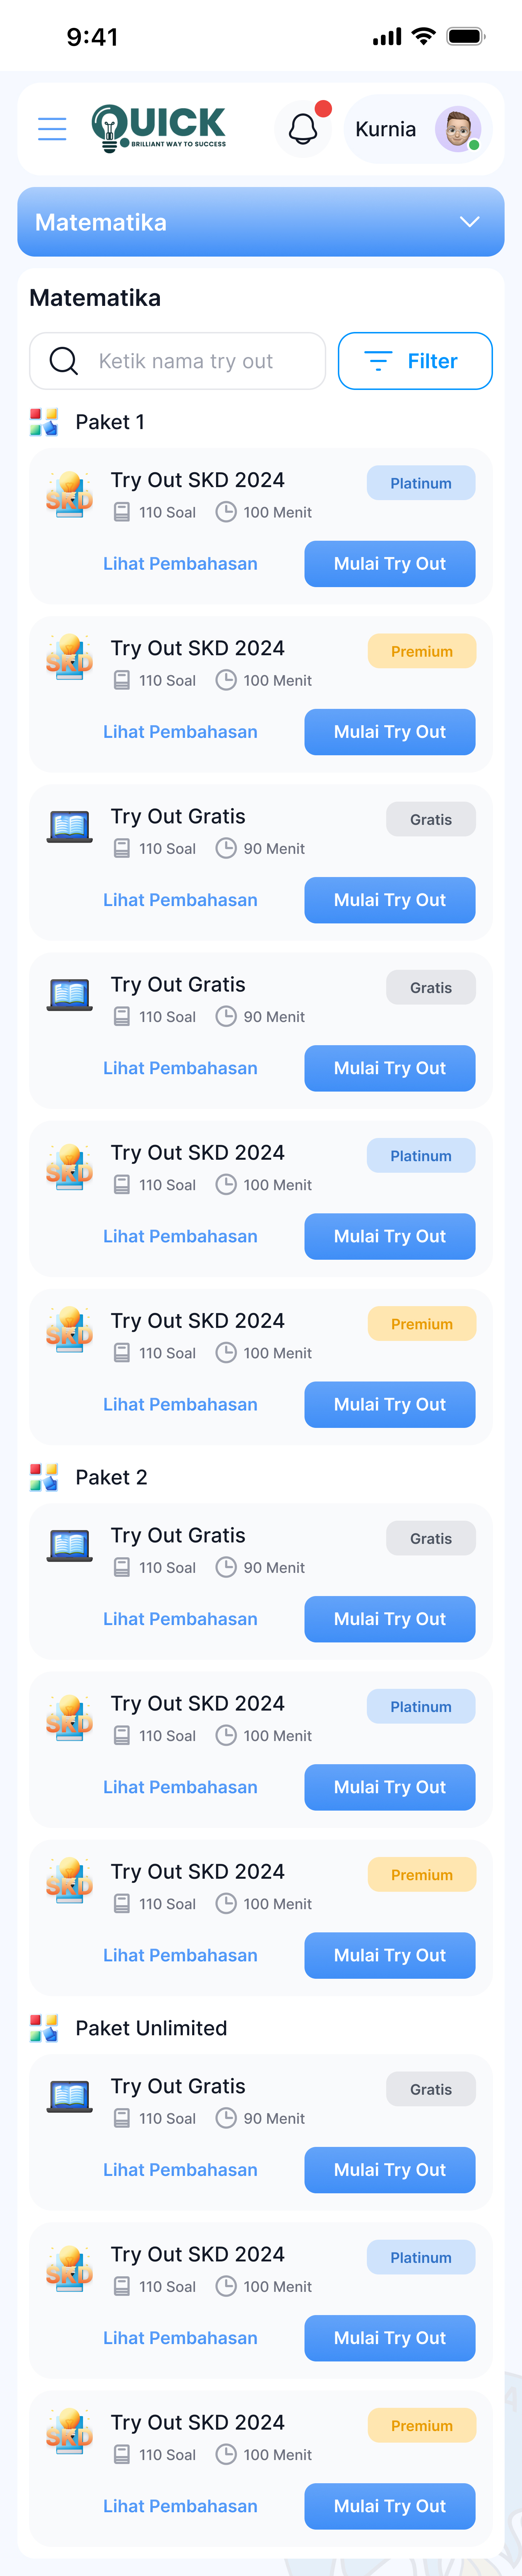 9:41
QUICK
BRILLIANT WAY TO SUCCESS
Kurnia
Matematika
Matematika
Ketik nama try out
Filter
Paket 1
Try Out SKD 2024
Platinum
SKD
110 Soal 100 Menit
Lihat Pembahasan
Mulai Try Out
Try Out SKD 2024
Premium
SKD
110 Soal 100 Menit
Lihat Pembahasan
Mulai Try Out
Try Out Gratis
Gratis
110 Soal 90 Menit
Lihat Pembahasan
Mulai Try Out
Try Out Gratis
Gratis
110 Soal 90 Menit
Lihat Pembahasan
Mulai Try Out
Try Out SKD 2024
Platinum
SKD
110 Soal 100 Menit
Lihat Pembahasan
Mulai Try Out
Try Out SKD 2024
Premium
SKD
110 Soal 100 Menit
Lihat Pembahasan
Mulai Try Out
Paket 2
Try Out Gratis
Gratis
110 Soal 90 Menit
Lihat Pembahasan
Mulai Try Out
Try Out SKD 2024
Platinum
SKD
110 Soal 100 Menit
Lihat Pembahasan
Mulai Try Out
Try Out SKD 2024
Premium
SKD
110 Soal 100 Menit
Lihat Pembahasan
Mulai Try Out
Paket Unlimited
Try Out Gratis
Gratis
110 Soal 90 Menit
Lihat Pembahasan
Mulai Try Out
Try Out SKD 2024
Platinum
SKD
110 Soal 100 Menit
Lihat Pembahasan
Mulai Try Out
Try Out SKD 2024
Premium
SKD
110 Soal 100 Menit
Lihat Pembahasan
Mulai Try Out